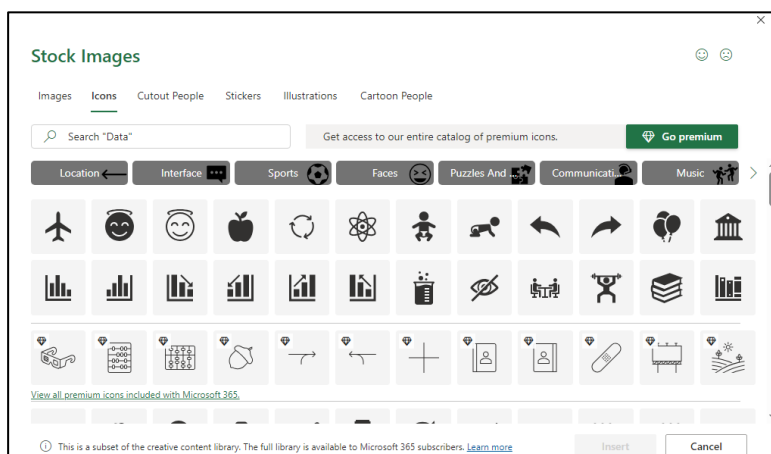 Stock Images
Images Icons Cutout People Stickers Illustrations Cartoon People
Search "Data" Get access to our entire catalog of premium icons. Go premium
Location Interface Sports Faces Puzzles And ... Communicati... Music
View all premium icons included with Microsoft 365.
This is a subset of the creative content library. The full library is available to Microsoft 365 subscribers. Learn more Insert Cancel